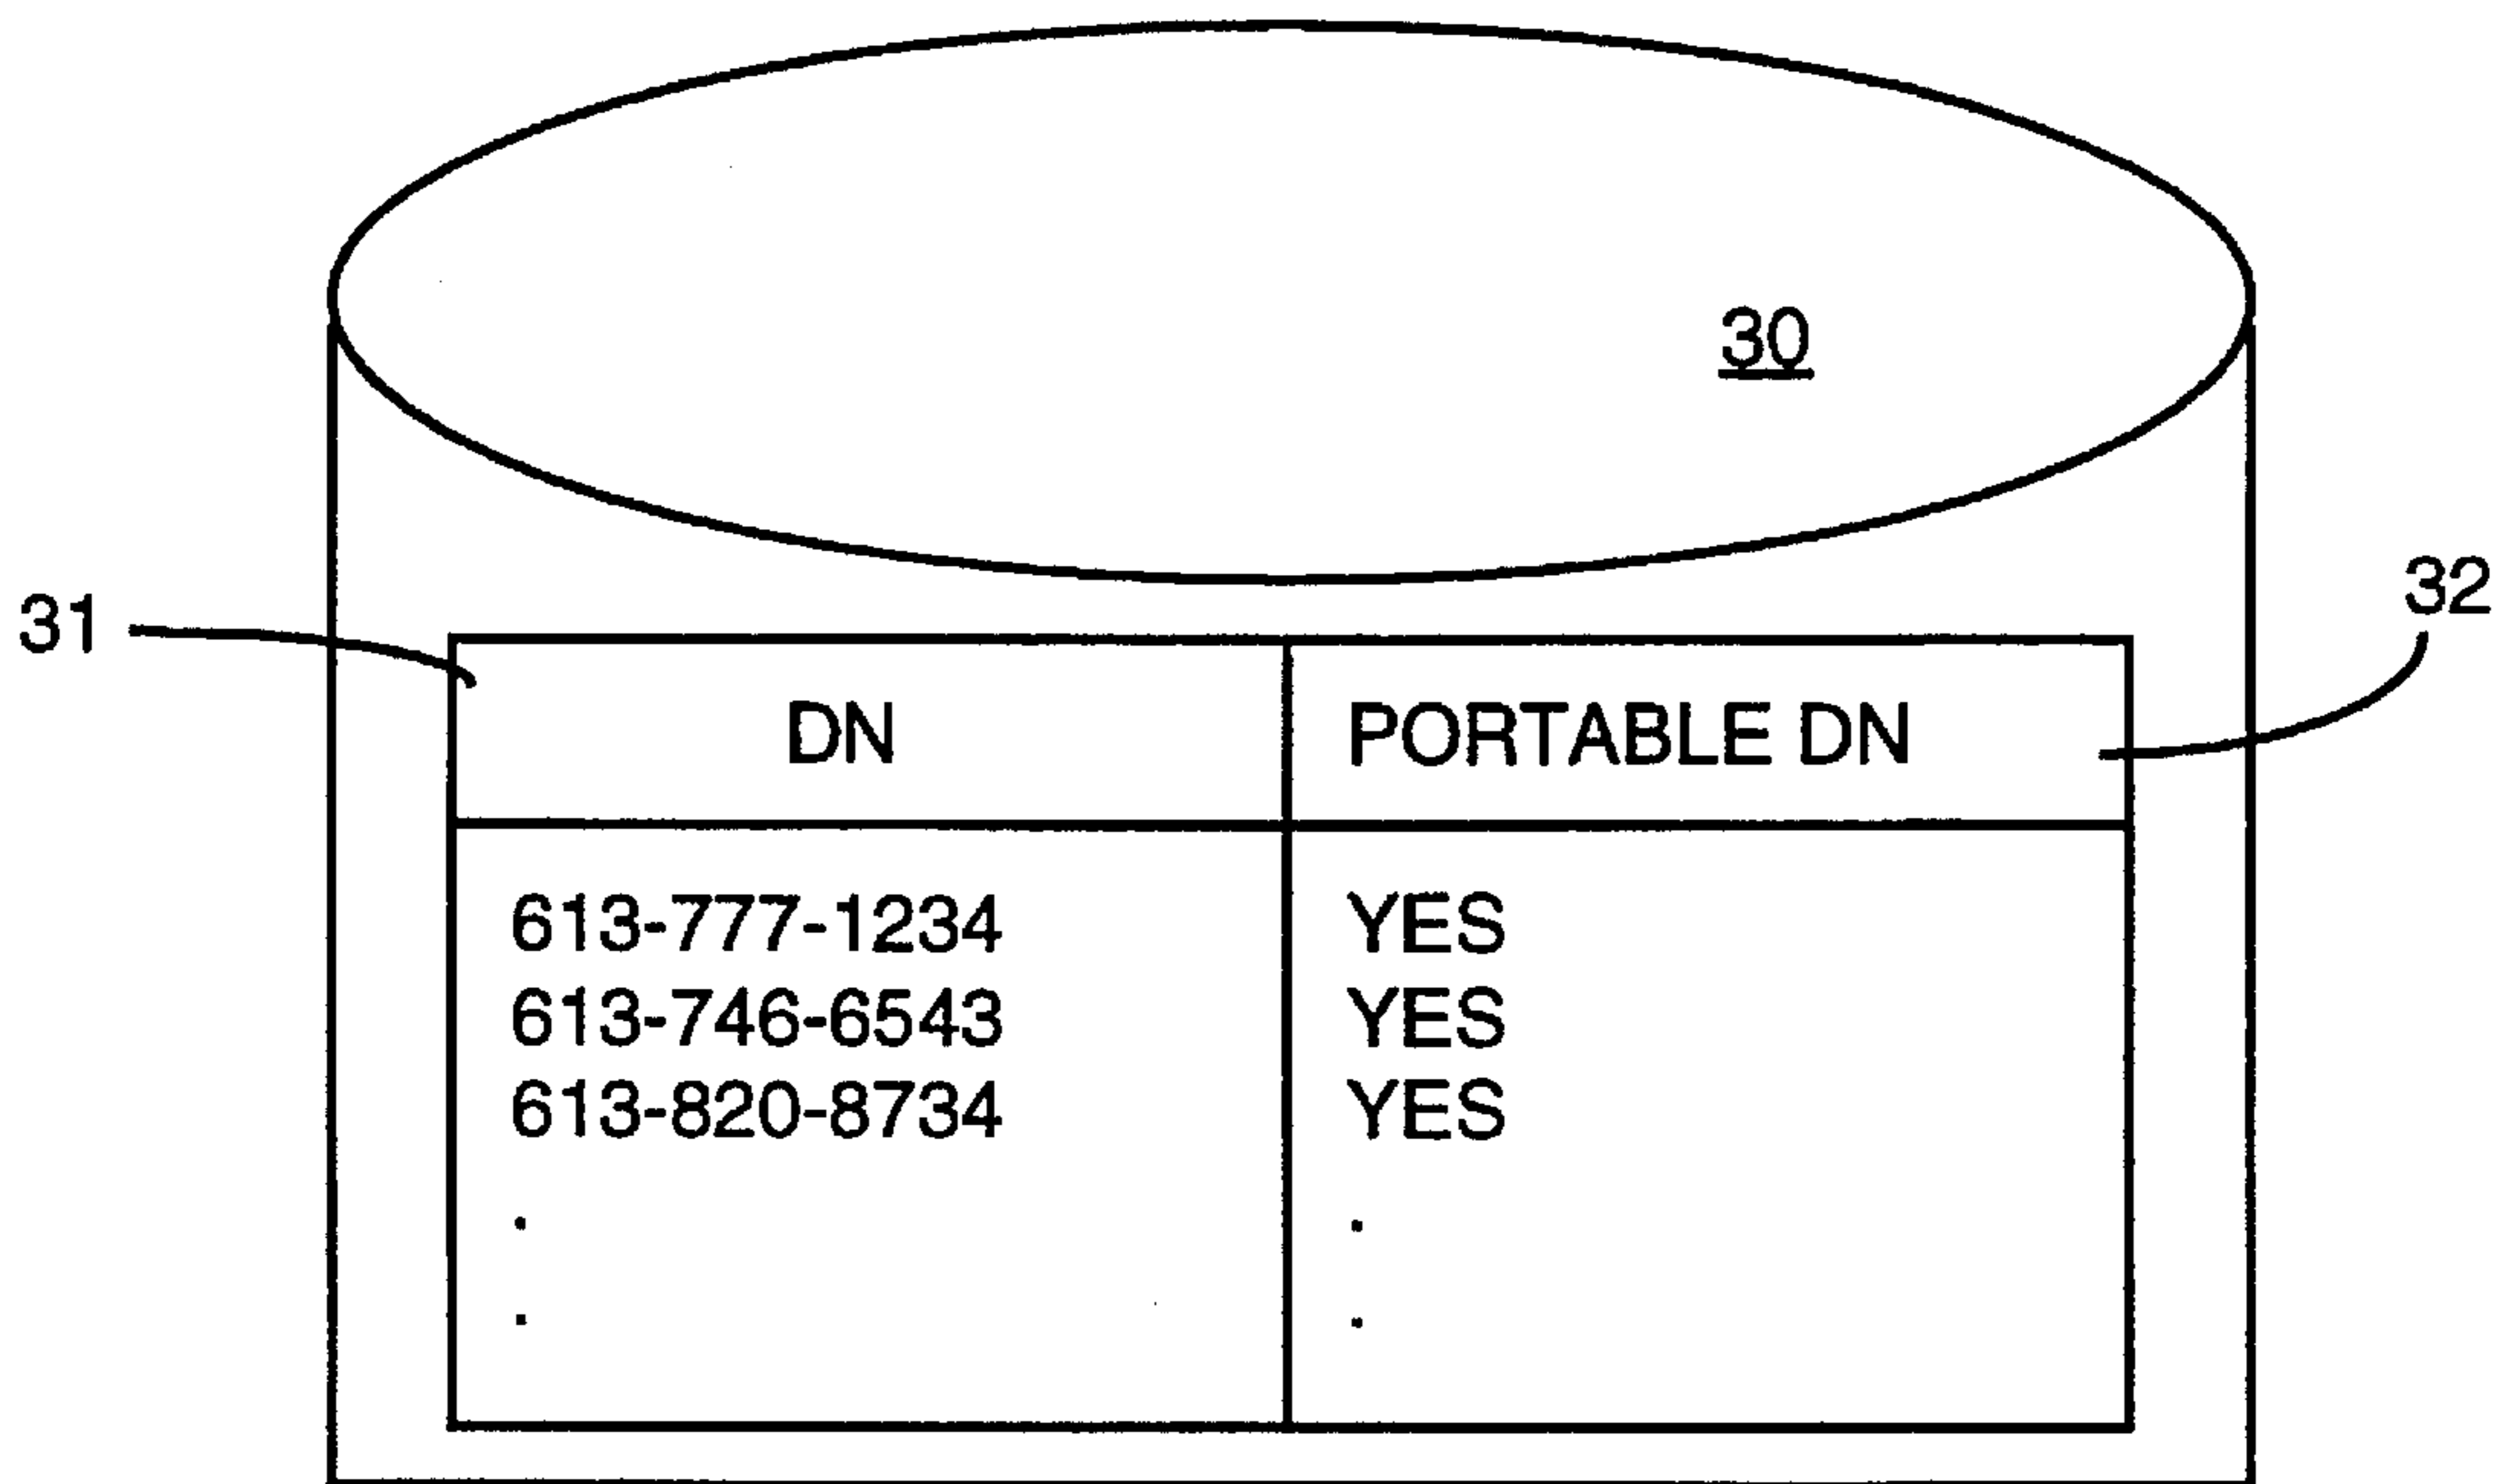 30
31
32
DN PORTABLE DN
613-777-1234 YES
613-746-6543 YES
613-820-8734 YES
. .
. .